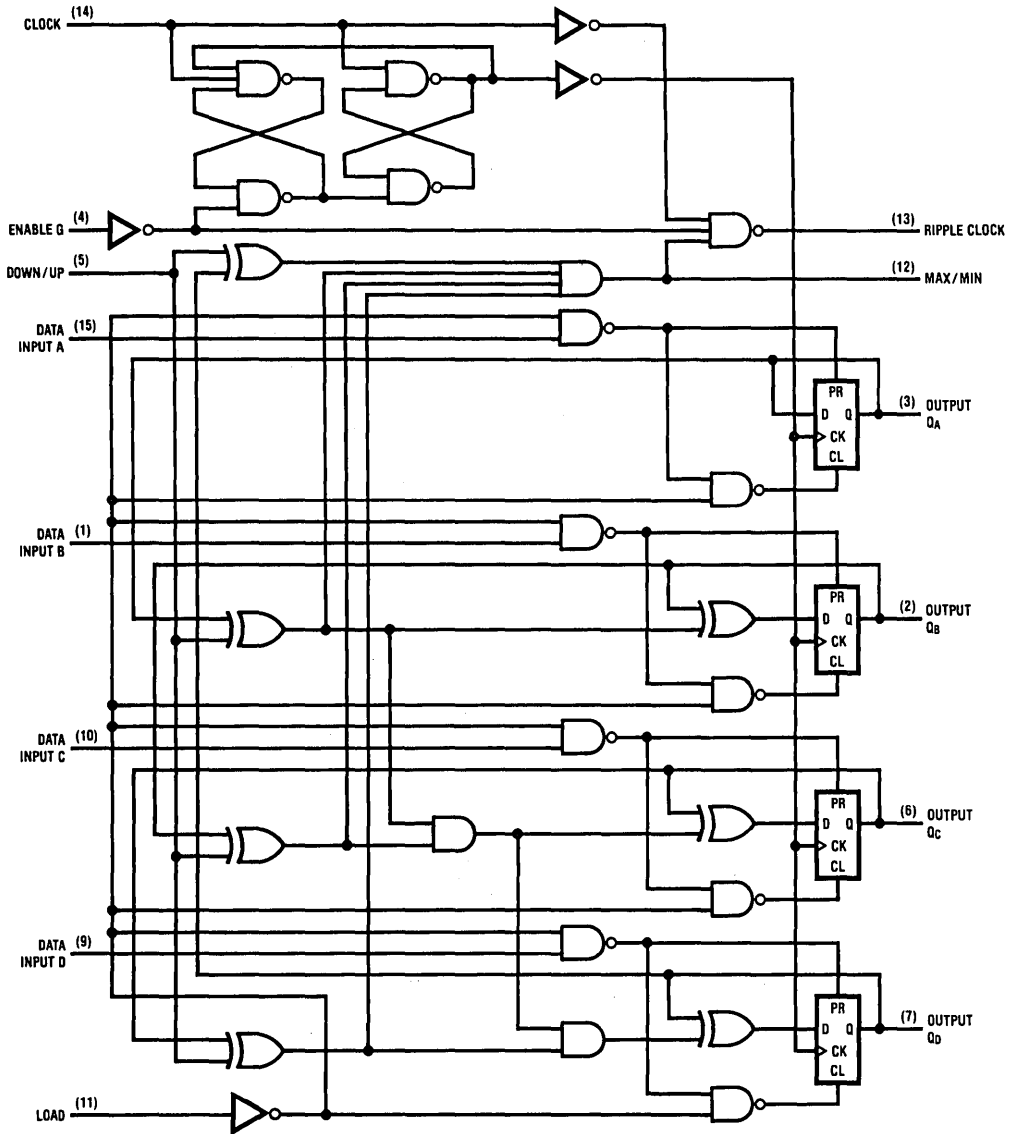 CLOCK (14)
ENABLE G (4)
(13) RIPPLE CLOCK
DOWN/UP (5)
(12) MAX/MIN
DATA INPUT A (15)
PR
D Q
CK
CL
(3) OUTPUT QA
DATA INPUT B (1)
PR
D Q
CK
CL
(2) OUTPUT QB
DATA INPUT C (10)
PR
D Q
CK
CL
(6) OUTPUT QC
DATA INPUT D (9)
PR
D Q
CK
CL
(7) OUTPUT QD
LOAD (11)